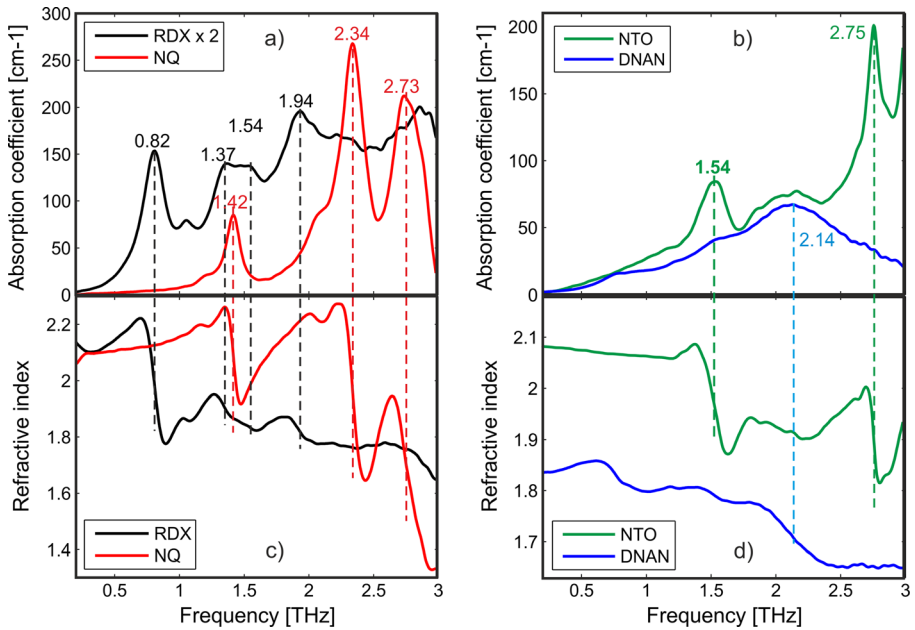 RDX x 2
NQ
a)
2.34
2.73
1.94
1.54
0.82
1.37
1.42
300
250
200
150
100
50
0
Absorption coefficient [cm-1]
NTO
DNAN
b)
2.75
1.54
2.14
200
150
100
50
0
Absorption coefficient [cm-1]
2.2
2
1.8
1.6
1.4
Refractive index
RDX
NQ
c)
0.5
1
1.5
2
2.5
3
Frequency [THz]
2.1
2
1.9
1.8
1.7
Refractive index
NTO
DNAN
d)
0.5
1
1.5
2
2.5
3
Frequency [THz]